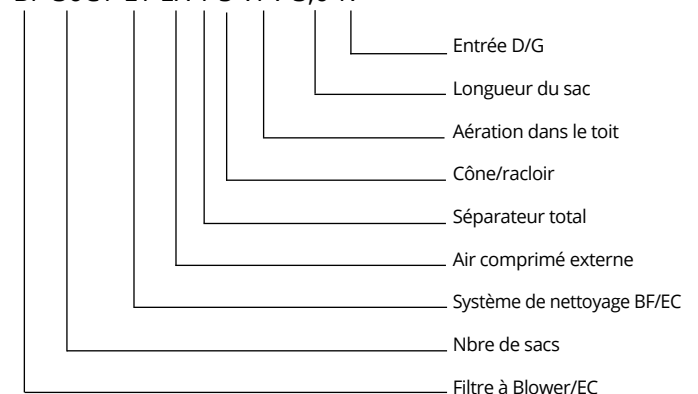 Entrée D/G
Longueur du sac
Aération dans le toit
Cône/racloir
Séparateur total
Air comprimé externe
Système de nettoyage BF/EC
Nbre de sacs
Filtre à Blower/EC